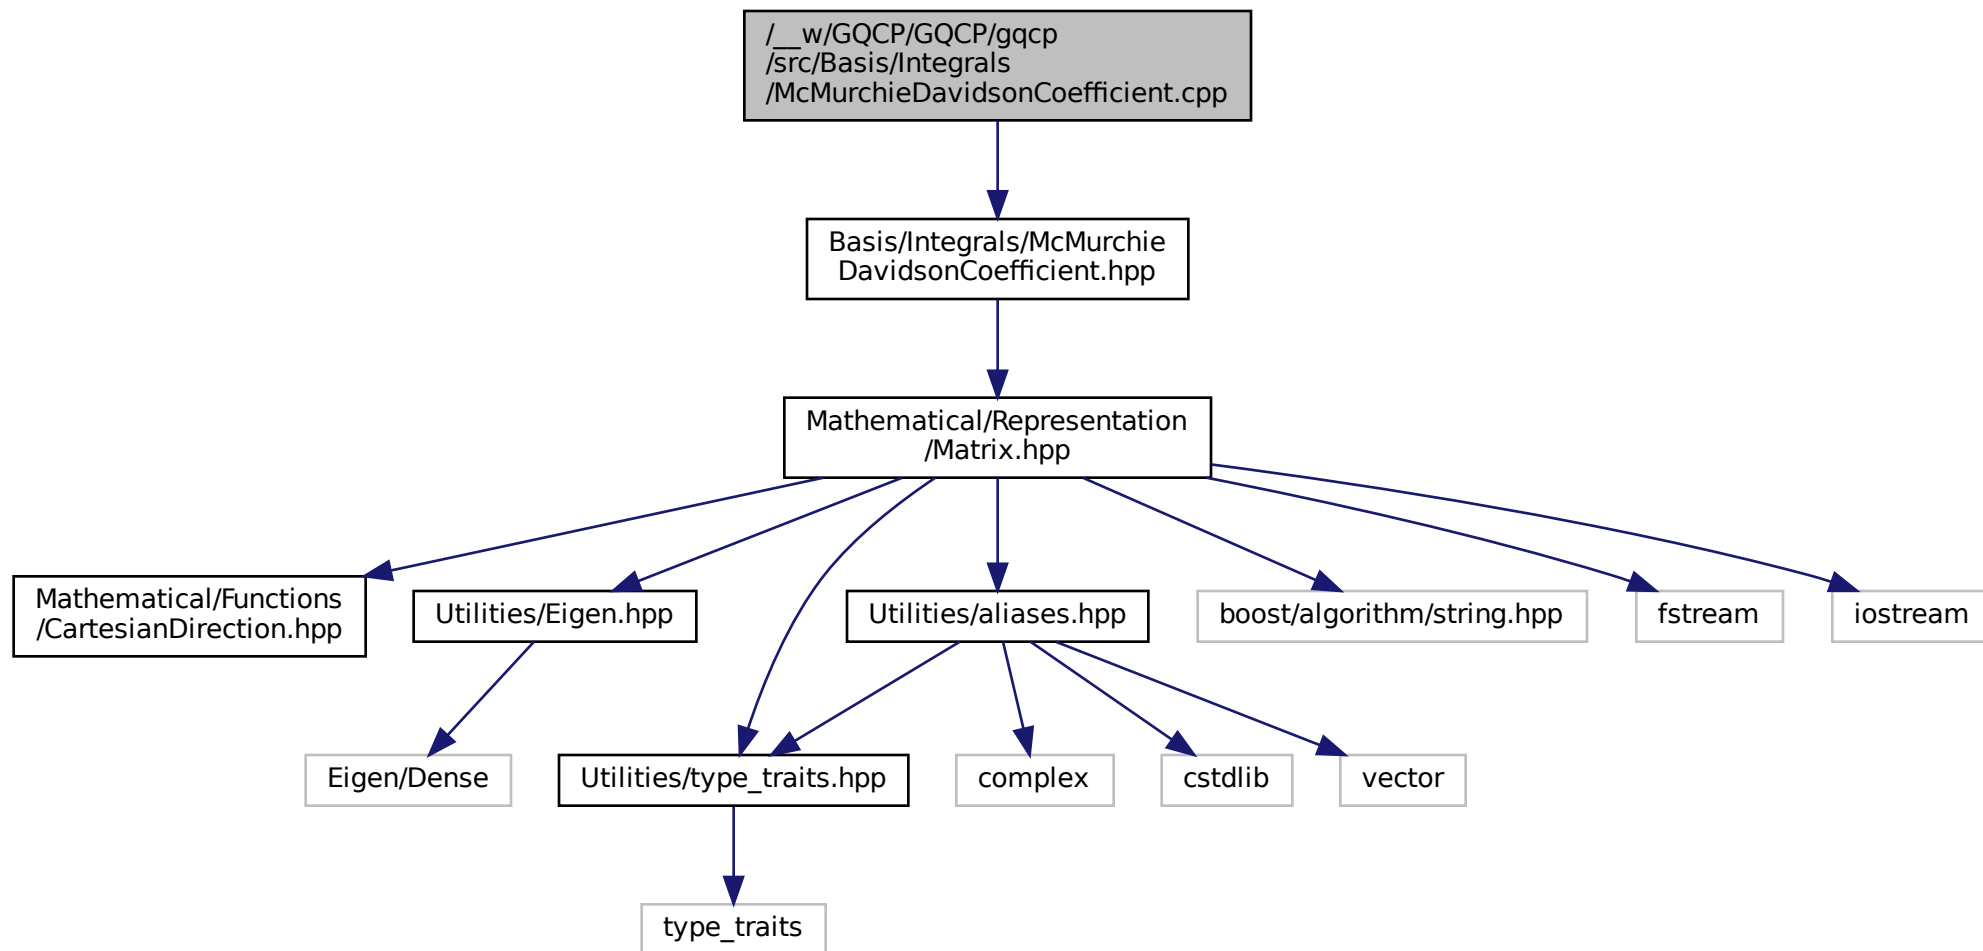 /__w/GQCP/GQCP/gqcp
/src/Basis/Integrals
/McMurchieDavidsonCoefficient.cpp
Basis/Integrals/McMurchie
DavidsonCoefficient.hpp
Mathematical/Representation
/Matrix.hpp
Mathematical/Functions
/CartesianDirection.hpp
Utilities/Eigen.hpp
Utilities/aliases.hpp
boost/algorithm/string.hpp
fstream
iostream
Eigen/Dense
Utilities/type_traits.hpp
complex
cstdlib
vector
type_traits